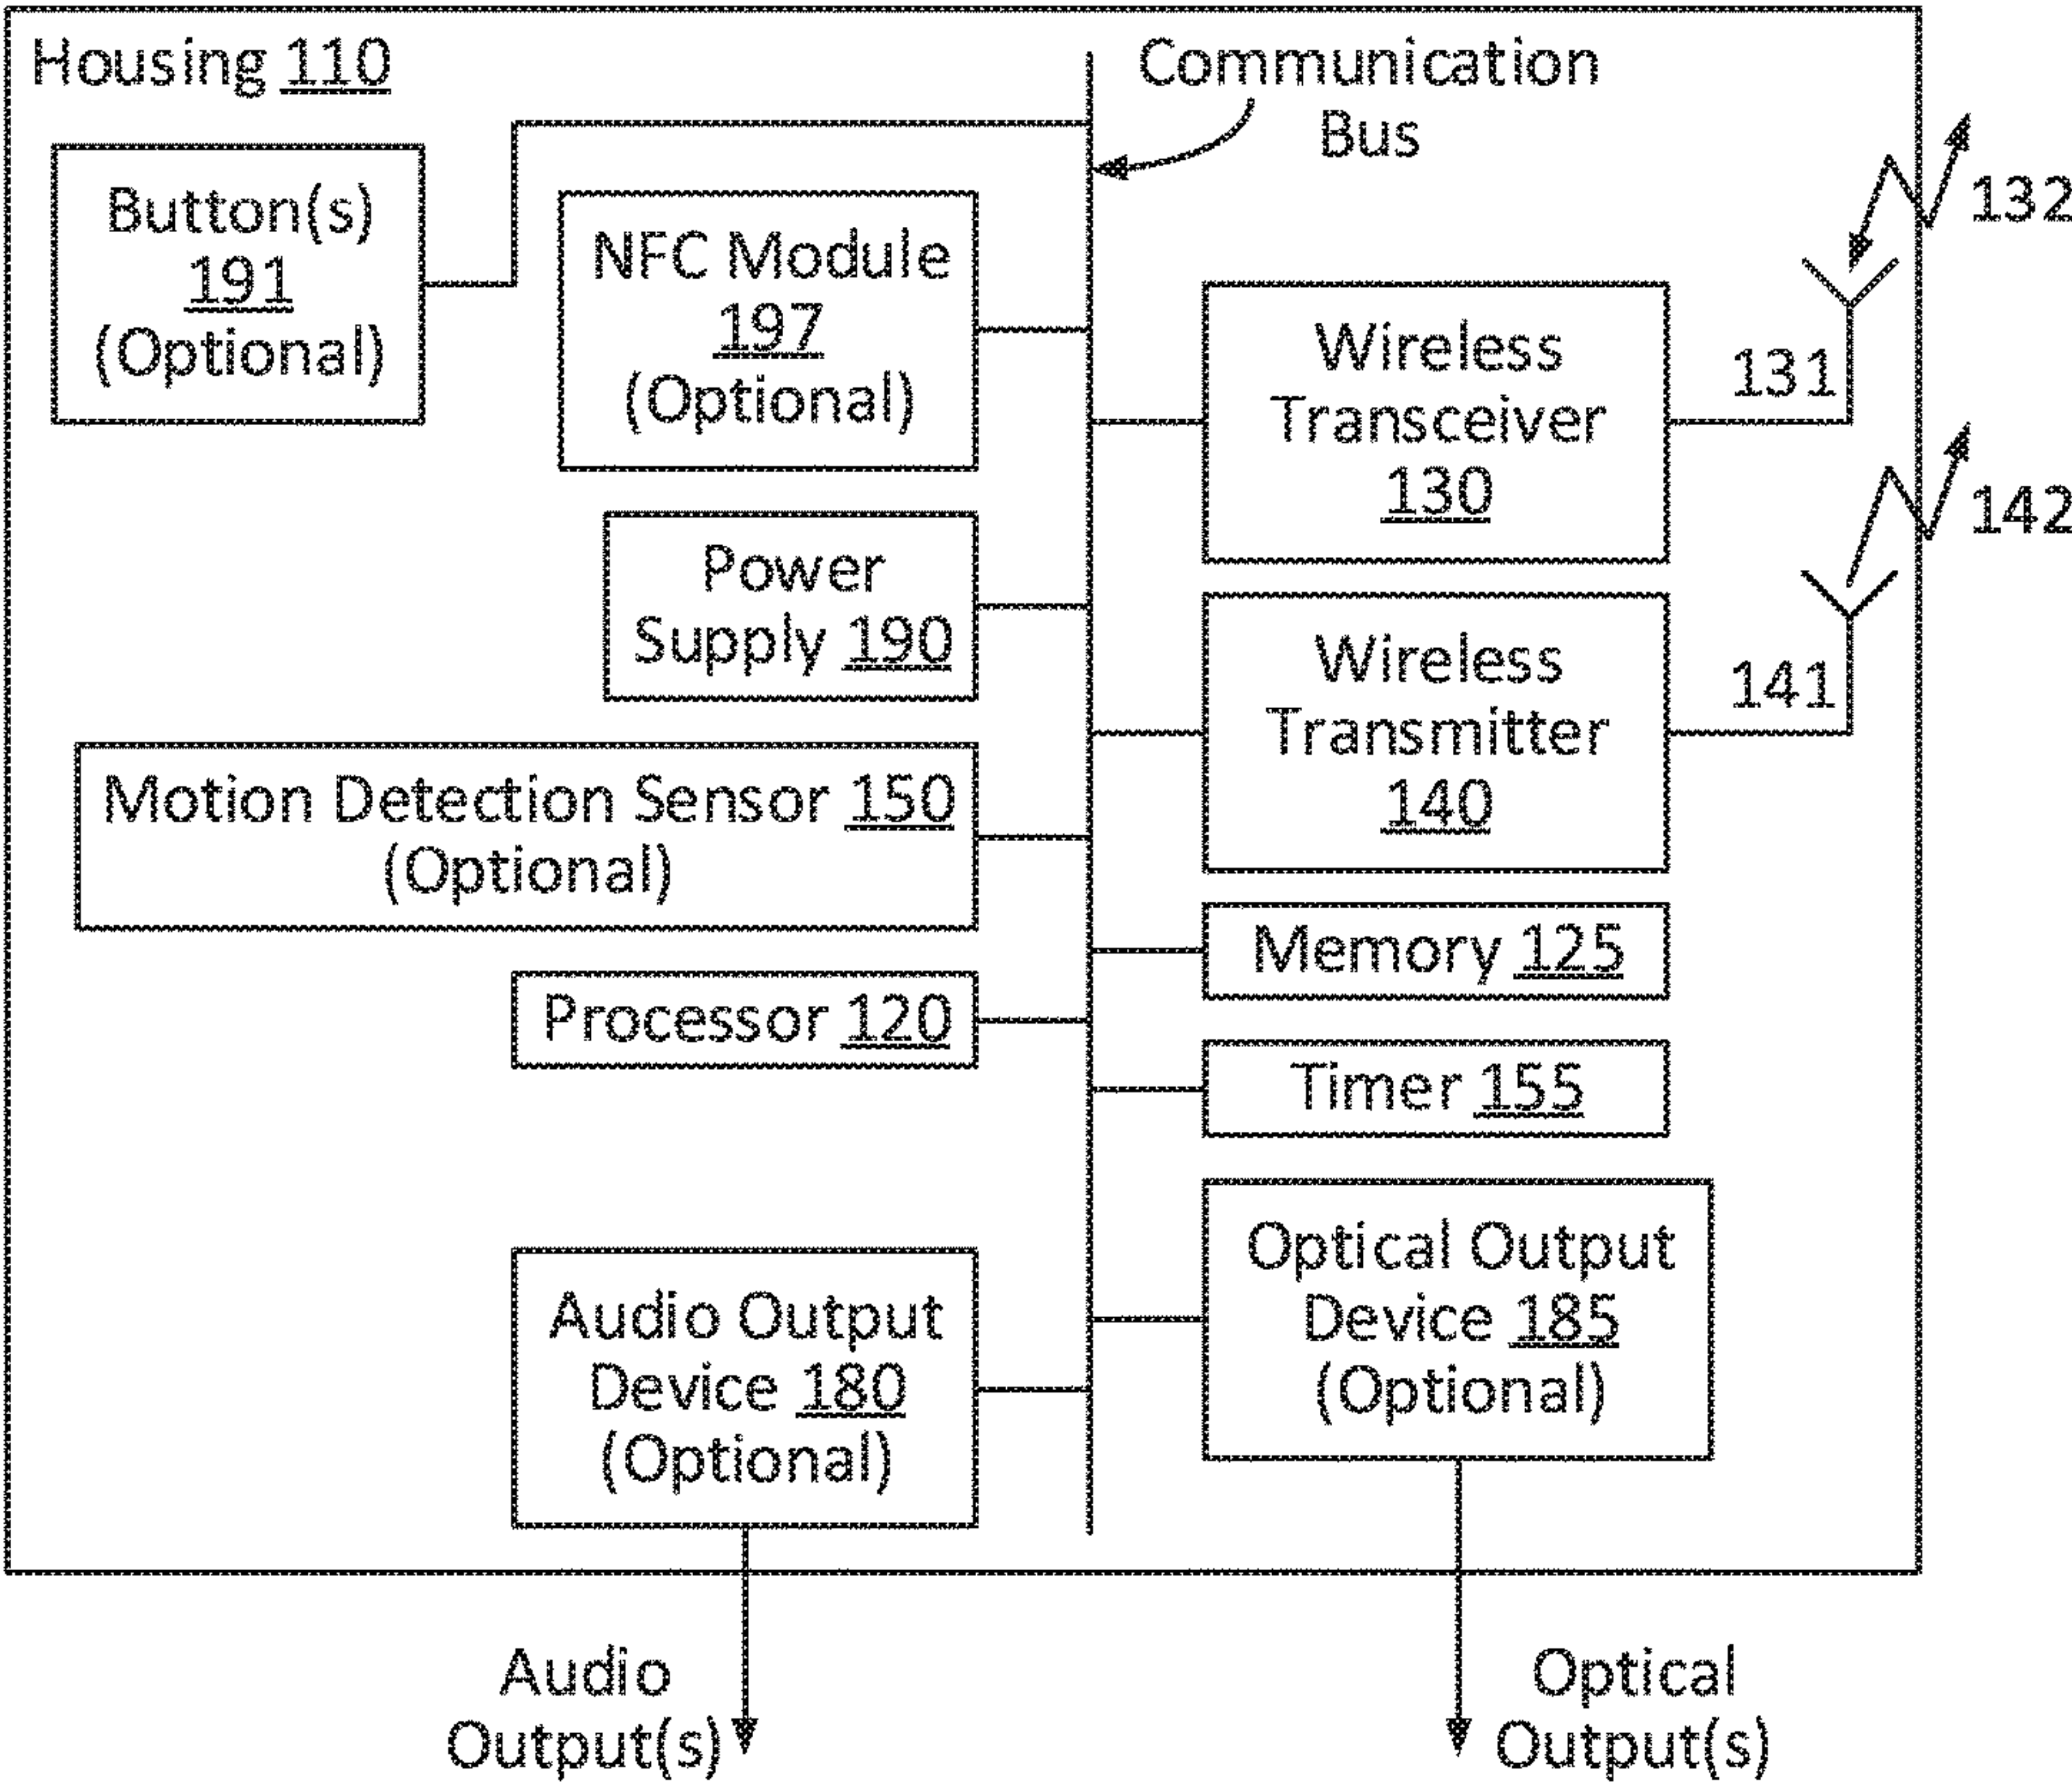 Housing 110
Communication
Bus
Button(s)
191
(Optional)
NFC Module
197
(Optional)
132
Wireless
Transceiver
130
131
142
Power
Supply 190
Wireless
Transmitter
140
141
Motion Detection Sensor 150
(Optional)
Memory 125
Processor 120
Timer 155
Optical Output
Device 185
(Optional)
Audio Output
Device 180
(Optional)
Audio
Output(s)
Optical
Output(s)